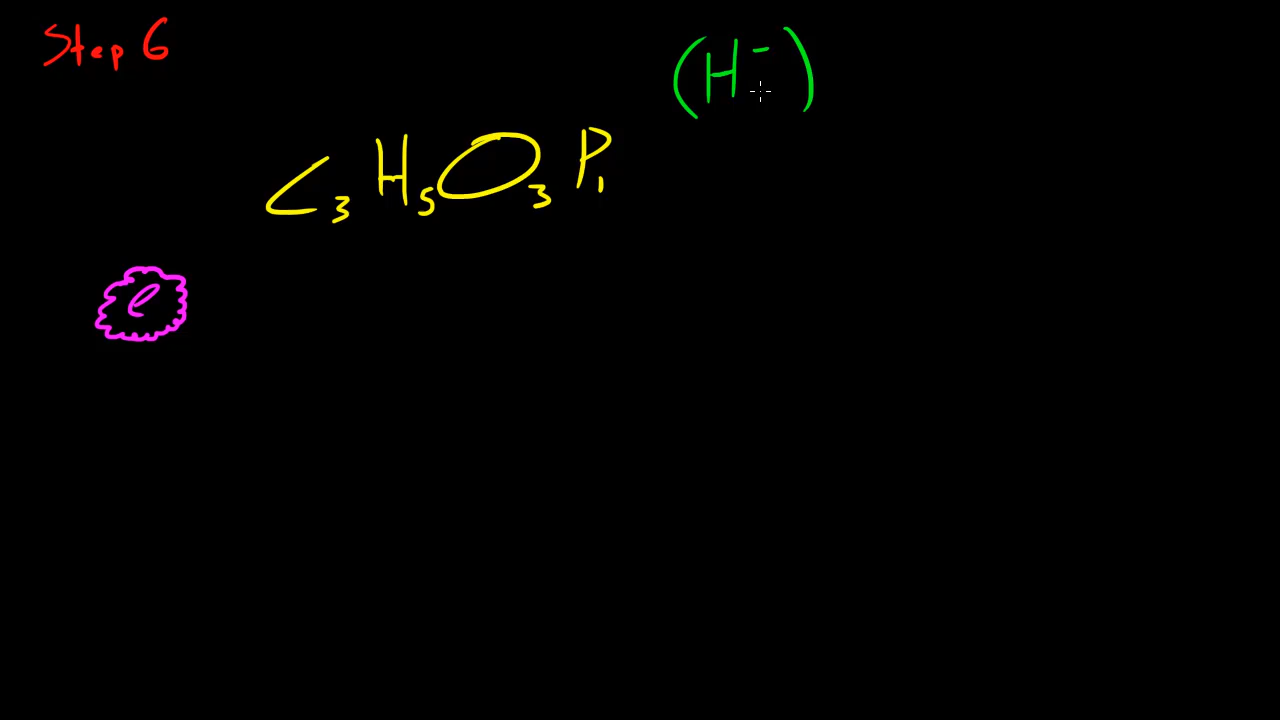 Step 6
(H⁻)
C₃H₅O₃P₁
e